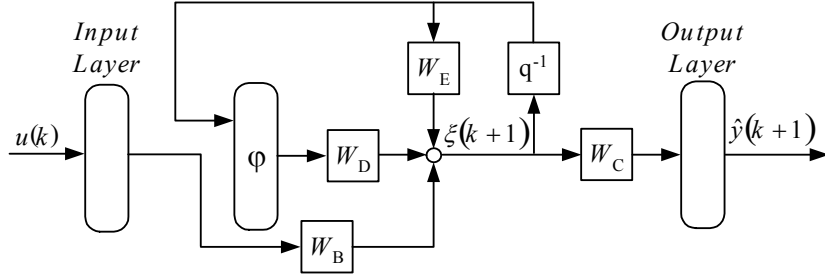 Input
Layer
Output
Layer
W_E
q⁻¹
u(k)
ξ(k+1)
ŷ(k+1)
φ
W_D
W_C
W_B